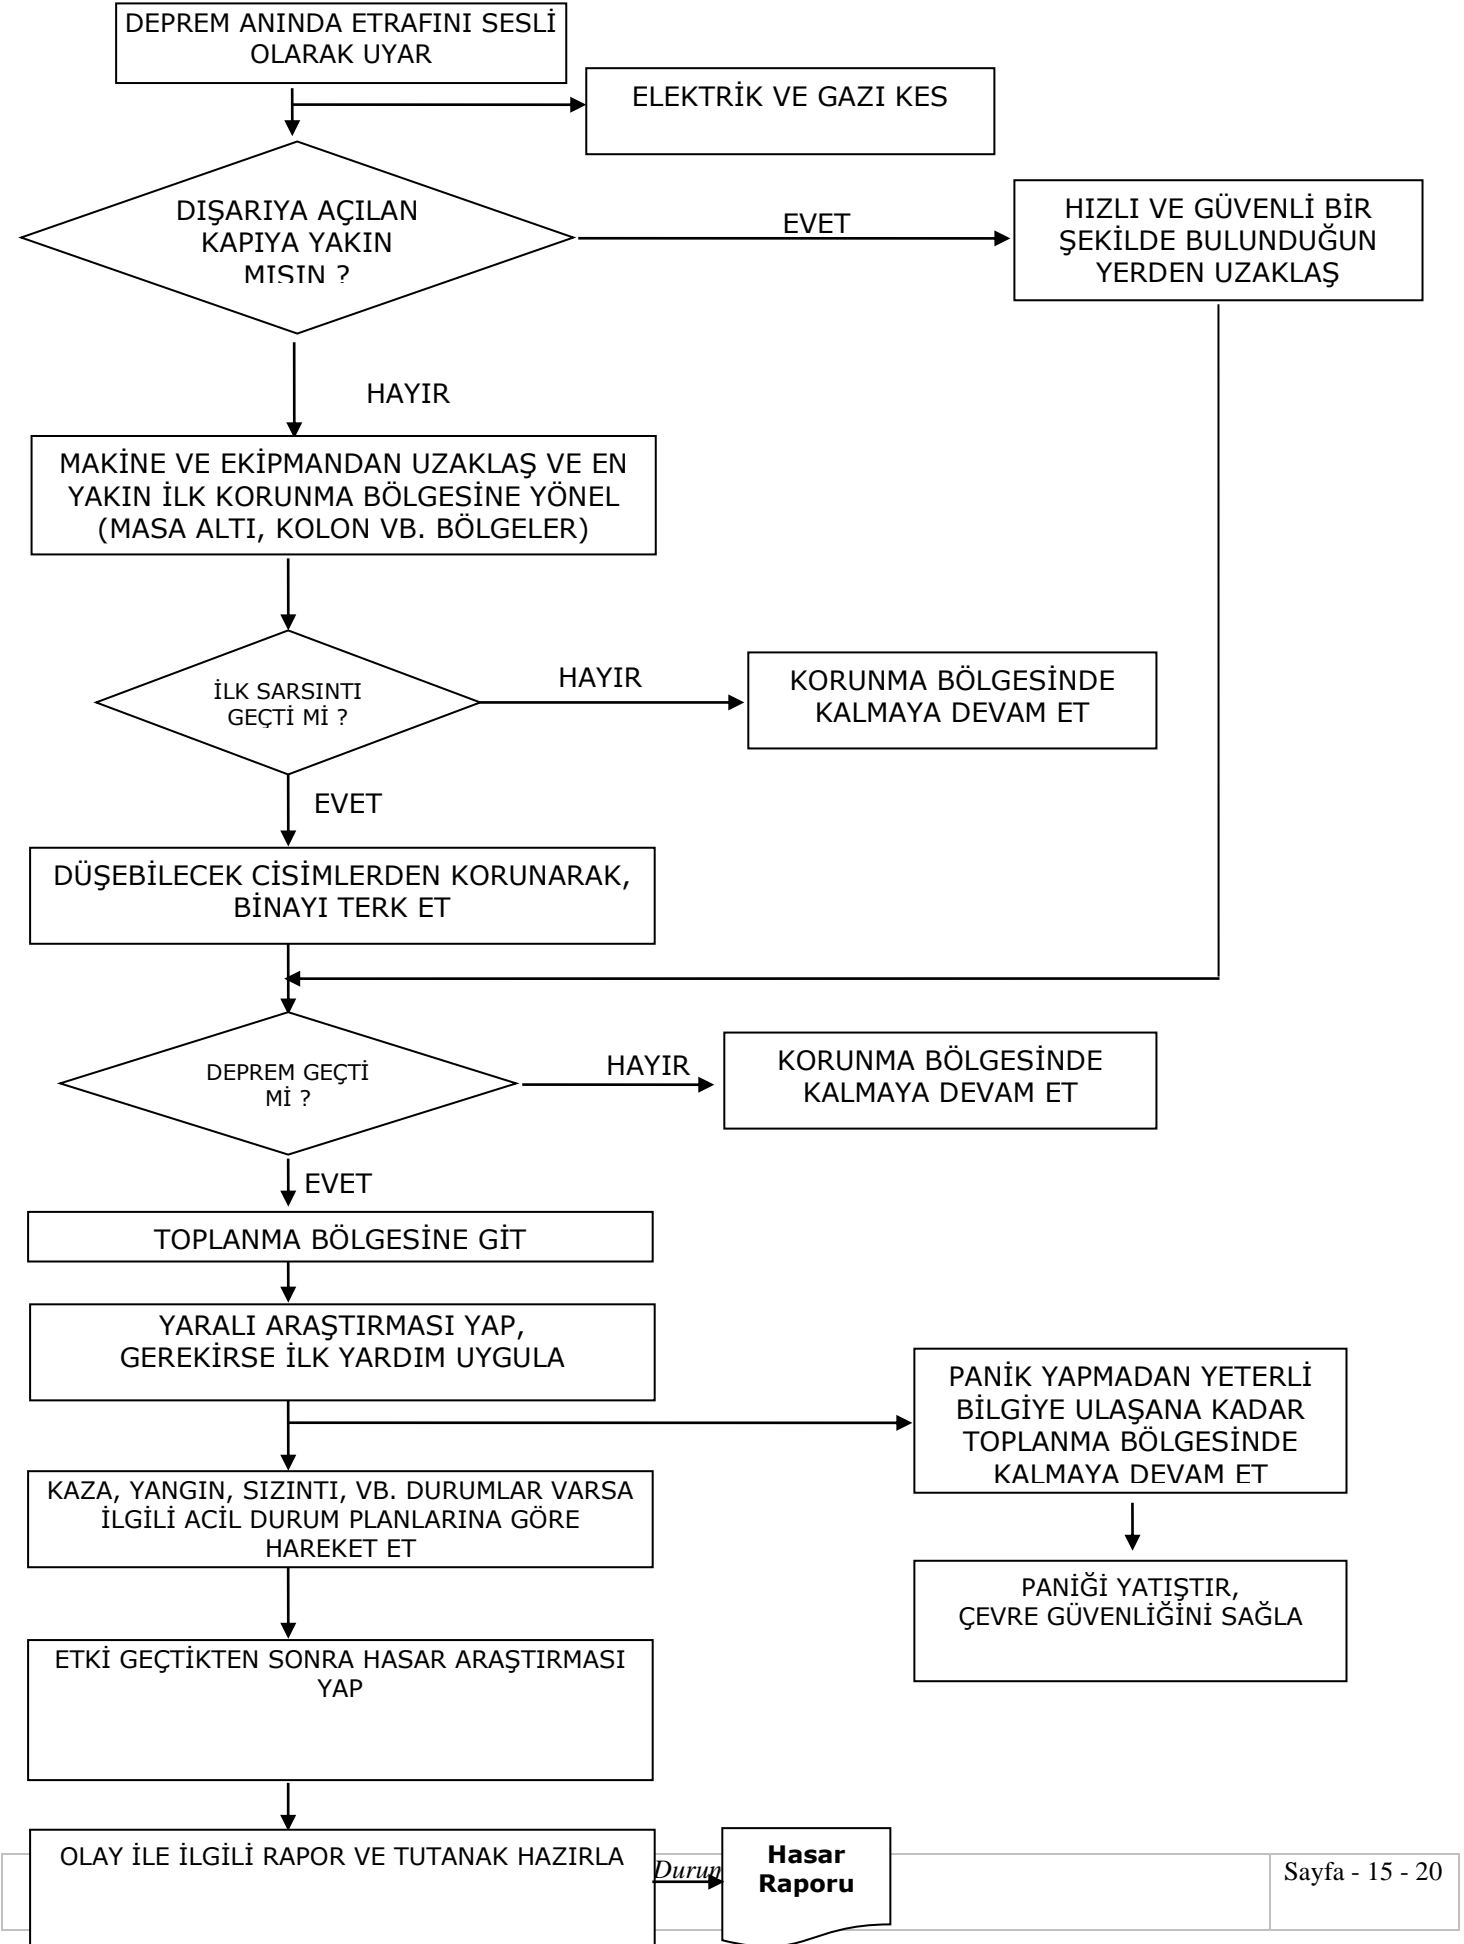 DEPREM ANINDA ETRAFINI SESLİ
OLARAK UYAR
ELEKTRİK VE GAZI KES
DIŞARIYA AÇILAN
KAPIYA YAKIN
MISIN ?
EVET
HIZLI VE GÜVENLİ BİR
ŞEKİLDE BULUNDUĞUN
YERDEN UZAKLAŞ
HAYIR
MAKİNE VE EKİPMANDAN UZAKLAŞ VE EN
YAKIN İLK KORUNMA BÖLGESİNE YÖNEL
(MASA ALTI, KOLON VB. BÖLGELER)
İLK SARSINTI
GEÇTİ Mİ ?
HAYIR
KORUNMA BÖLGESİNDE
KALMAYA DEVAM ET
EVET
DÜŞEBİLECEK CİSİMLERDEN KORUNARAK,
BİNAYI TERK ET
DEPREM GEÇTİ
Mİ ?
HAYIR
KORUNMA BÖLGESİNDE
KALMAYA DEVAM ET
EVET
TOPLANMA BÖLGESİNE GİT
YARALI ARAŞTIRMASI YAP,
GEREKİRSE İLK YARDIM UYGULA
PANİK YAPMADAN YETERLİ
BİLGİYE ULAŞANA KADAR
TOPLANMA BÖLGESİNDE
KALMAYA DEVAM ET
KAZA, YANGIN, SIZINTI, VB. DURUMLAR VARSA
İLGİLİ ACİL DURUM PLANLARINA GÖRE
HAREKET ET
PANİĞİ YATIŞTIR,
ÇEVRE GÜVENLİĞİNİ SAĞLA
ETKİ GEÇTİKTEN SONRA HASAR ARAŞTIRMASI
YAP
OLAY İLE İLGİLİ RAPOR VE TUTANAK HAZIRLA
Hasar
Raporu
Sayfa - 15 - 20